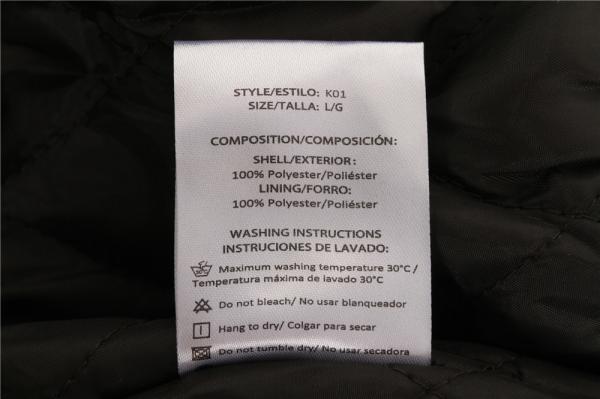 STYLE/ESTILO: K01
SIZE/TALLA: L/G
COMPOSITION/COMPOSICIÓN:
SHELL/EXTERIOR:
100% Polyester/Poliéster
LINING/FORRO:
100% Polyester/Poliéster
WASHING INSTRUCTIONS
INSTRUCIONES DE LAVADO:
Maximum washing temperature 30°C/
Temperatura máxima de lavado 30°C
Do not bleach/ No usar blanqueador
Hang to dry/ Colgar para secar
Do not tumble dry/ No usar secadora